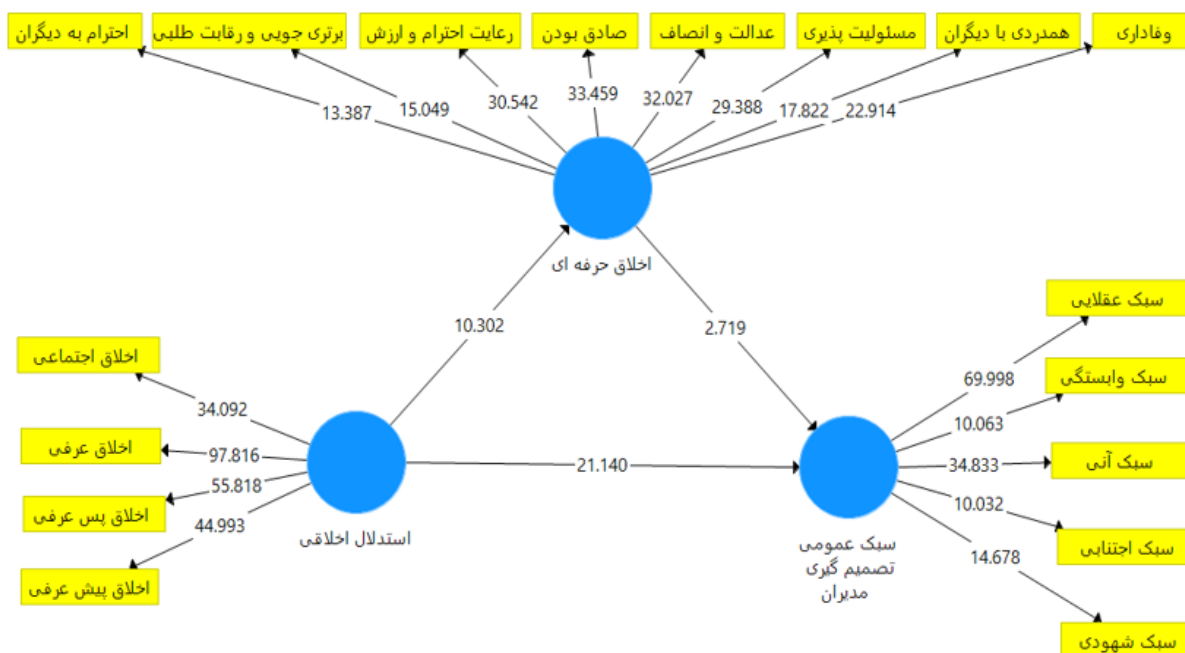 وفاداری
همدردی با دیگران
مسئولیت پذیری
عدالت و انصاف
صادق بودن
رعایت احترام و ارزش
برتری جویی و رقابت طلبی
احترام به دیگران
13.387
15.049
30.542
33.459
32.027
29.388
17.822
22.914
اخلاق حرفه ای
10.302
2.719
سبک عقلایی
69.998
سبک وابستگی
10.063
سبک آنی
34.833
سبک اجتنابی
10.032
سبک شهودی
14.678
سبک عمومی
تصمیم گیری
مدیران
21.140
استدلال اخلاقی
اخلاق اجتماعی
34.092
اخلاق عرفی
97.816
اخلاق پس عرفی
55.818
اخلاق پیش عرفی
44.993